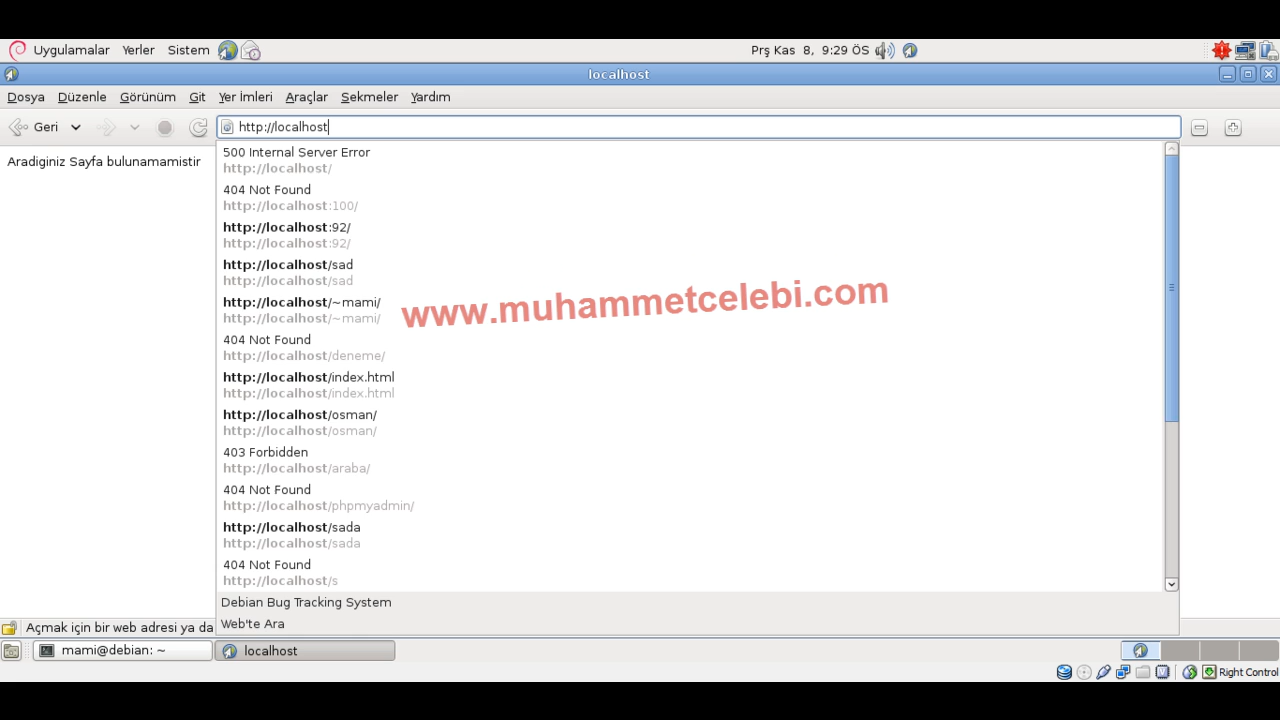 Uygulamalar Yerler Sistem Prş Kas 8, 9:29 ÖS
localhost
Dosya Düzenle Görünüm Git Yer İmleri Araçlar Sekmeler Yardım
Geri http://localhost
Aradiginiz Sayfa bulunamamistir
500 Internal Server Error
http://localhost/
404 Not Found
http://localhost:100/
http://localhost:92/
http://localhost:92/
http://localhost/sad
http://localhost/sad
http://localhost/~mami/
http://localhost/~mami/
www.muhammetcelebi.com
404 Not Found
http://localhost/deneme/
http://localhost/index.html
http://localhost/index.html
http://localhost/osman/
http://localhost/osman/
403 Forbidden
http://localhost/araba/
404 Not Found
http://localhost/phpmyadmin/
http://localhost/sada
http://localhost/sada
404 Not Found
http://localhost/s
Debian Bug Tracking System
Web'te Ara
Açmak için bir web adresi ya da
mami@debian: ~ localhost
Right Control